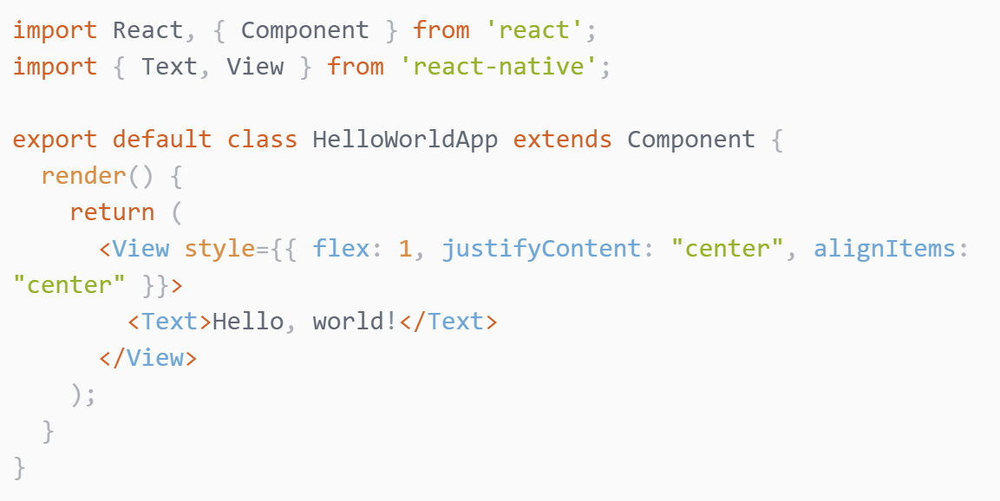 import React, { Component } from 'react';
import { Text, View } from 'react-native';

export default class HelloWorldApp extends Component {
  render() {
    return (
      <View style={{ flex: 1, justifyContent: "center", alignItems:
"center" }}>
        <Text>Hello, world!</Text>
      </View>
    );
  }
}